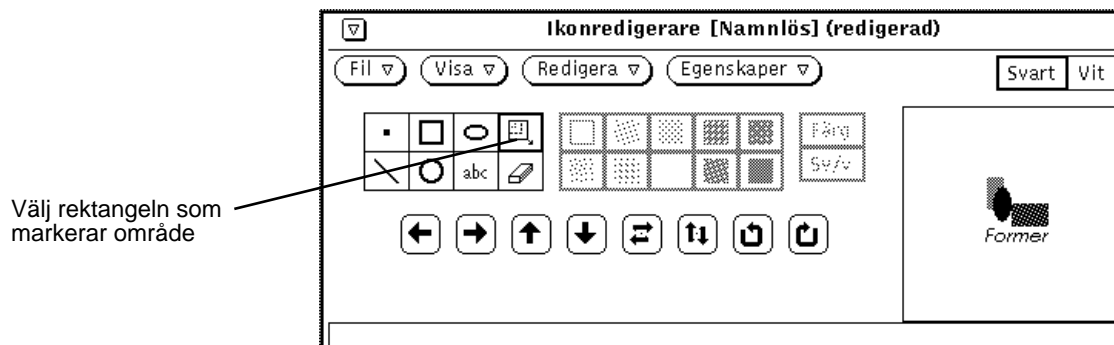 Ikonredigerare [Namnlös] (redigerad)
Fil Visa Redigera Egenskaper Svart Vit
Färg
abc Sv/v
Välj rektangeln som
markerar område
Former